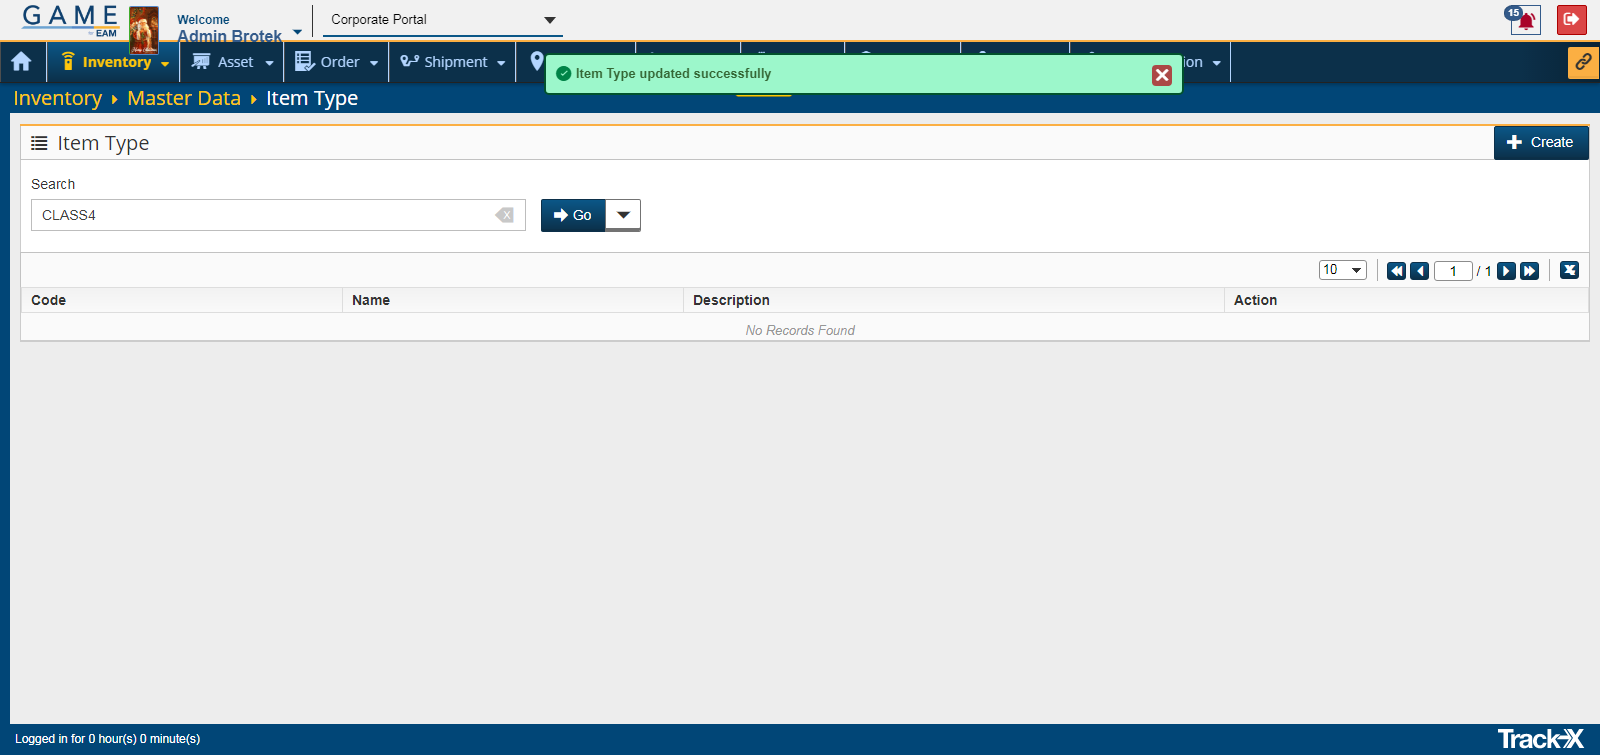 GAME
EAM
Welcome
Admin Brotek
Corporate Portal
15
Inventory
Asset
Order
Shipment
ion
Item Type updated successfully
Inventory Master Data Item Type
Item Type
Create
Search
CLASS4
Go
10
1 / 1
Code Name Description Action
No Records Found
Logged in for 0 hour(s) 0 minute(s)
Track-X